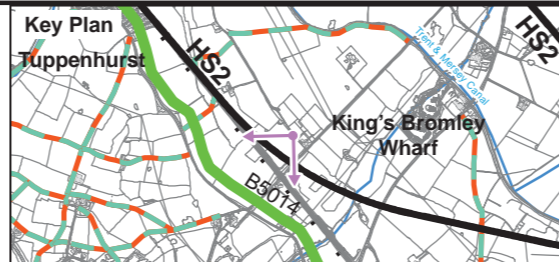 Key Plan
Tuppenhurst
HS2
HS2
Trent & Mersey Canal
King's Bromley
Wharf
B5014